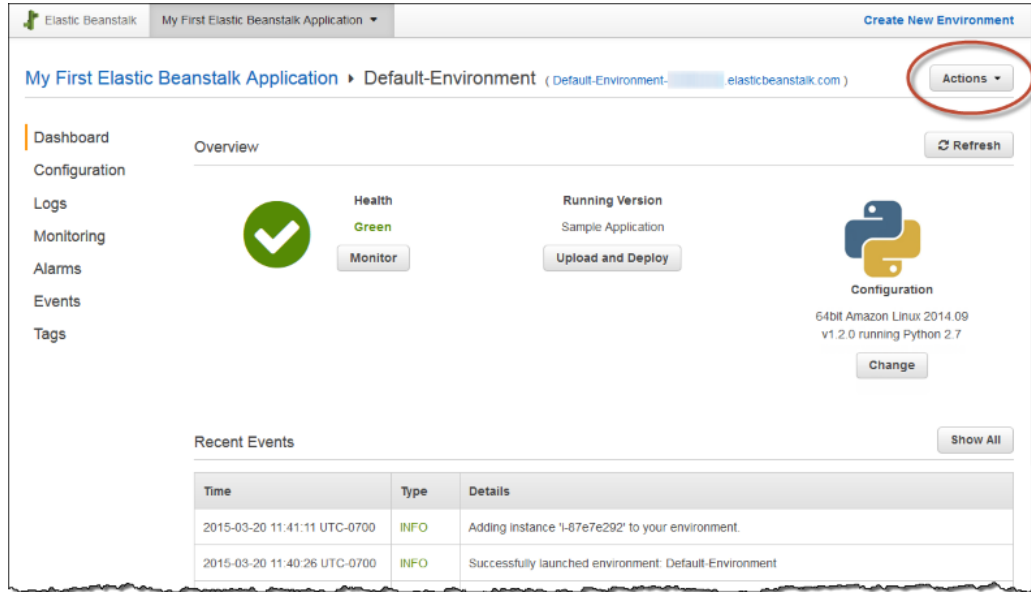 Elastic Beanstalk My First Elastic Beanstalk Application Create New Environment
My First Elastic Beanstalk Application Default-Environment ( Default-Environment- .elasticbeanstalk.com ) Actions
Dashboard
Configuration
Logs
Monitoring
Alarms
Events
Tags
Overview Refresh
Health
Green
Monitor
Running Version
Sample Application
Upload and Deploy
Configuration
64bit Amazon Linux 2014.09
v1.2.0 running Python 2.7
Change
Recent Events Show All
Time Type Details
2015-03-20 11:41:11 UTC-0700 INFO Adding instance 'i-87e7e292' to your environment.
2015-03-20 11:40:26 UTC-0700 INFO Successfully launched environment: Default-Environment